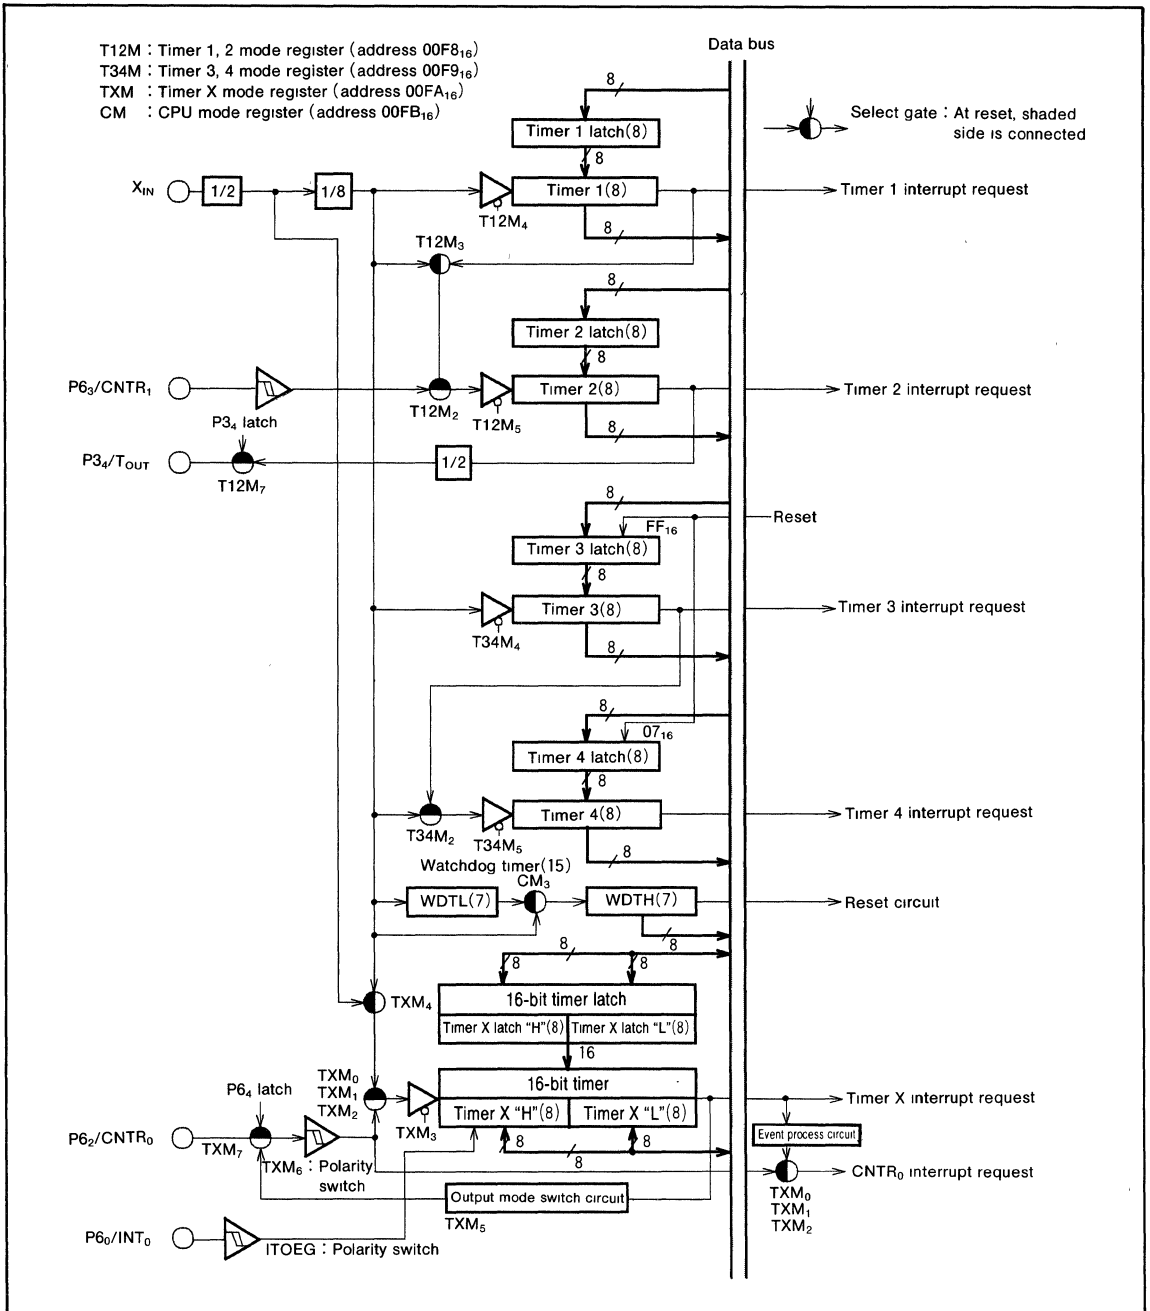 T12M : Timer 1, 2 mode register (address 00F8₁₆)
T34M : Timer 3, 4 mode register (address 00F9₁₆)
TXM : Timer X mode register (address 00FA₁₆)
CM : CPU mode register (address 00FB₁₆)
Data bus
Select gate : At reset, shaded
side is connected
8
Timer 1 latch(8)
8
X_IN
1/2
1/8
Timer 1(8)
Timer 1 interrupt request
T12M₄
8
T12M₃
8
Timer 2 latch(8)
8
P6₃/CNTR₁
Timer 2(8)
Timer 2 interrupt request
T12M₂
T12M₅
8
P3₄ latch
P3₄/T_OUT
1/2
T12M₇
8
Reset
FF₁₆
Timer 3 latch(8)
8
Timer 3(8)
Timer 3 interrupt request
T34M₄
8
8
07₁₆
Timer 4 latch(8)
8
Timer 4(8)
Timer 4 interrupt request
T34M₂
T34M₅
8
Watchdog timer(15)
CM₃
WDTL(7)
WDTH(7)
Reset circuit
8
8
8
8
TXM₄
16-bit timer latch
Timer X latch “H”(8)
Timer X latch “L”(8)
16
TXM₀
TXM₁
TXM₂
16-bit timer
Timer X “H”(8)
Timer X “L”(8)
Timer X interrupt request
P6₄ latch
TXM₃
Event process circuit
P6₂/CNTR₀
TXM₇
8
8
8
TXM₆ : Polarity
switch
CNTR₀ interrupt request
TXM₀
TXM₁
TXM₂
Output mode switch circuit
TXM₅
P6₀/INT₀
ITOEG : Polarity switch